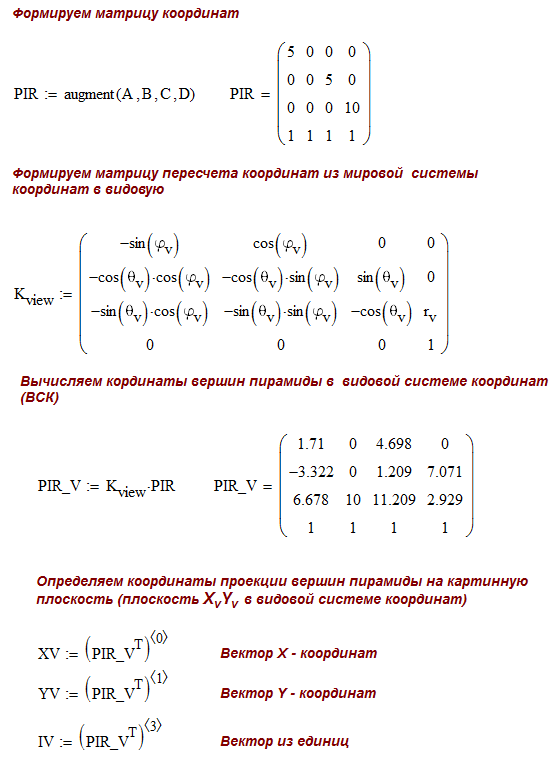 Формируем матрицу координат
PIR := augment(A,B,C,D) PIR =
5 0 0 0
0 0 5 0
0 0 0 10
1 1 1 1
Формируем матрицу пересчета координат из мировой системы
координат в видовую
K_view :=
−sin(φ_v) cos(φ_v) 0 0
−cos(θ_v)·cos(φ_v) −cos(θ_v)·sin(φ_v) sin(θ_v) 0
−sin(θ_v)·cos(φ_v) −sin(θ_v)·sin(φ_v) −cos(θ_v) r_v
0 0 0 1
Вычисляем кординаты вершин пирамиды в видовой системе координат
(ВСК)
PIR_V := K_view·PIR PIR_V =
1.71 0 4.698 0
−3.322 0 1.209 7.071
6.678 10 11.209 2.929
1 1 1 1
Определяем координаты проекции вершин пирамиды на картинную
плоскость (плоскость X_vY_v в видовой системе координат)
XV := (PIR_V^T)^⟨0⟩ Вектор X - координат
YV := (PIR_V^T)^⟨1⟩ Вектор Y - координат
IV := (PIR_V^T)^⟨3⟩ Вектор из единиц